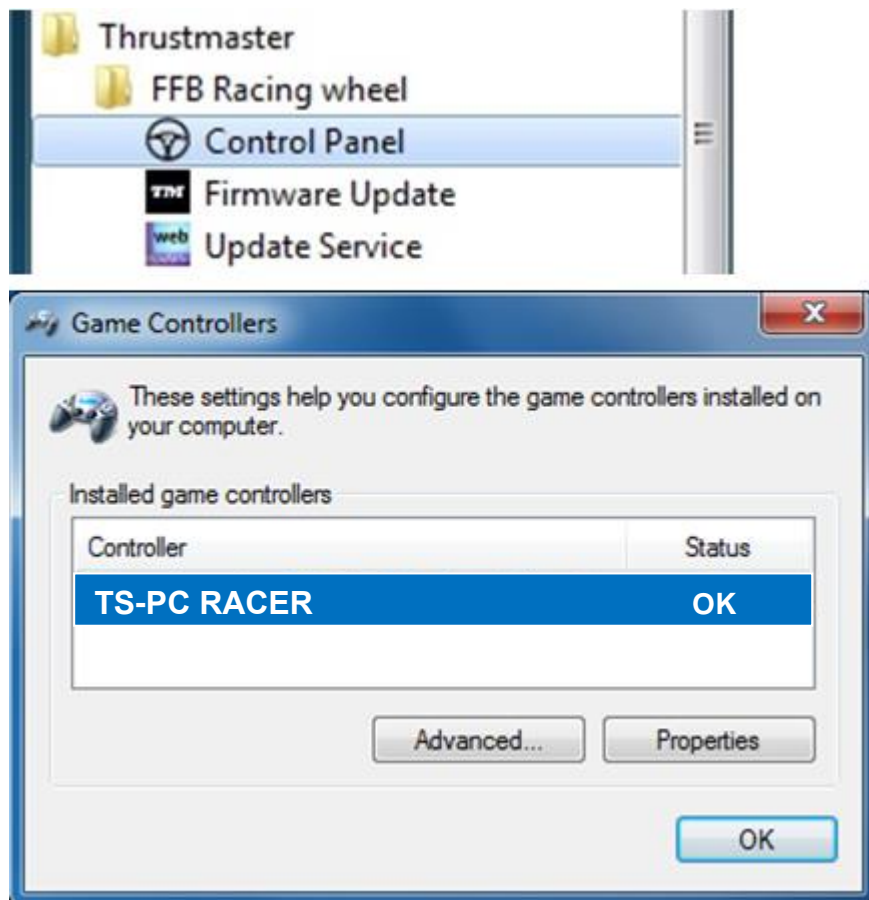 Thrustmaster
FFB Racing wheel
Control Panel
TM Firmware Update
web Update Service
Game Controllers
These settings help you configure the game controllers installed on
your computer.
Installed game controllers
Controller Status
TS-PC RACER OK
Advanced... Properties
OK